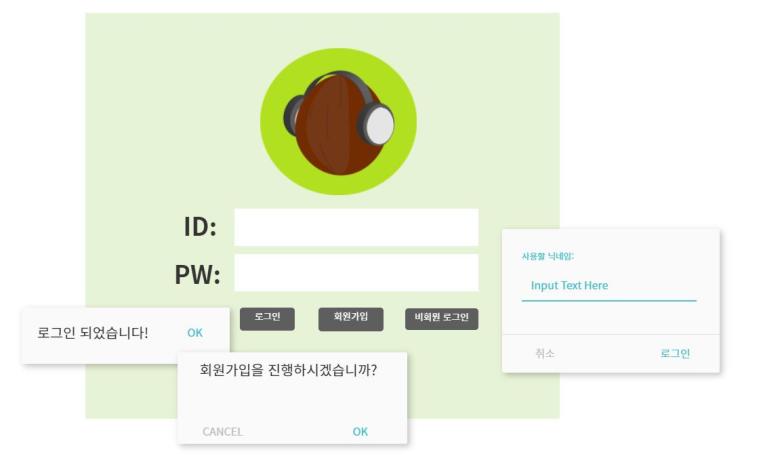 ID:
PW:
로그인
회원가입
비회원 로그인
로그인 되었습니다!
OK
회원가입을 진행하시겠습니까?
CANCEL
OK
사용할 닉네임:
Input Text Here
취소
로그인